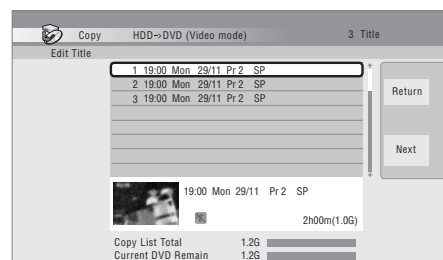 Copy HDD->DVD (Video mode) 3 Title
Edit Title
1 19:00 Mon 29/11 Pr 2 SP
2 19:00 Mon 29/11 Pr 2 SP
3 19:00 Mon 29/11 Pr 2 SP
Return
Next
19:00 Mon 29/11 Pr 2 SP
2h00m(1.0G)
Copy List Total 1.2G
Current DVD Remain 1.2G